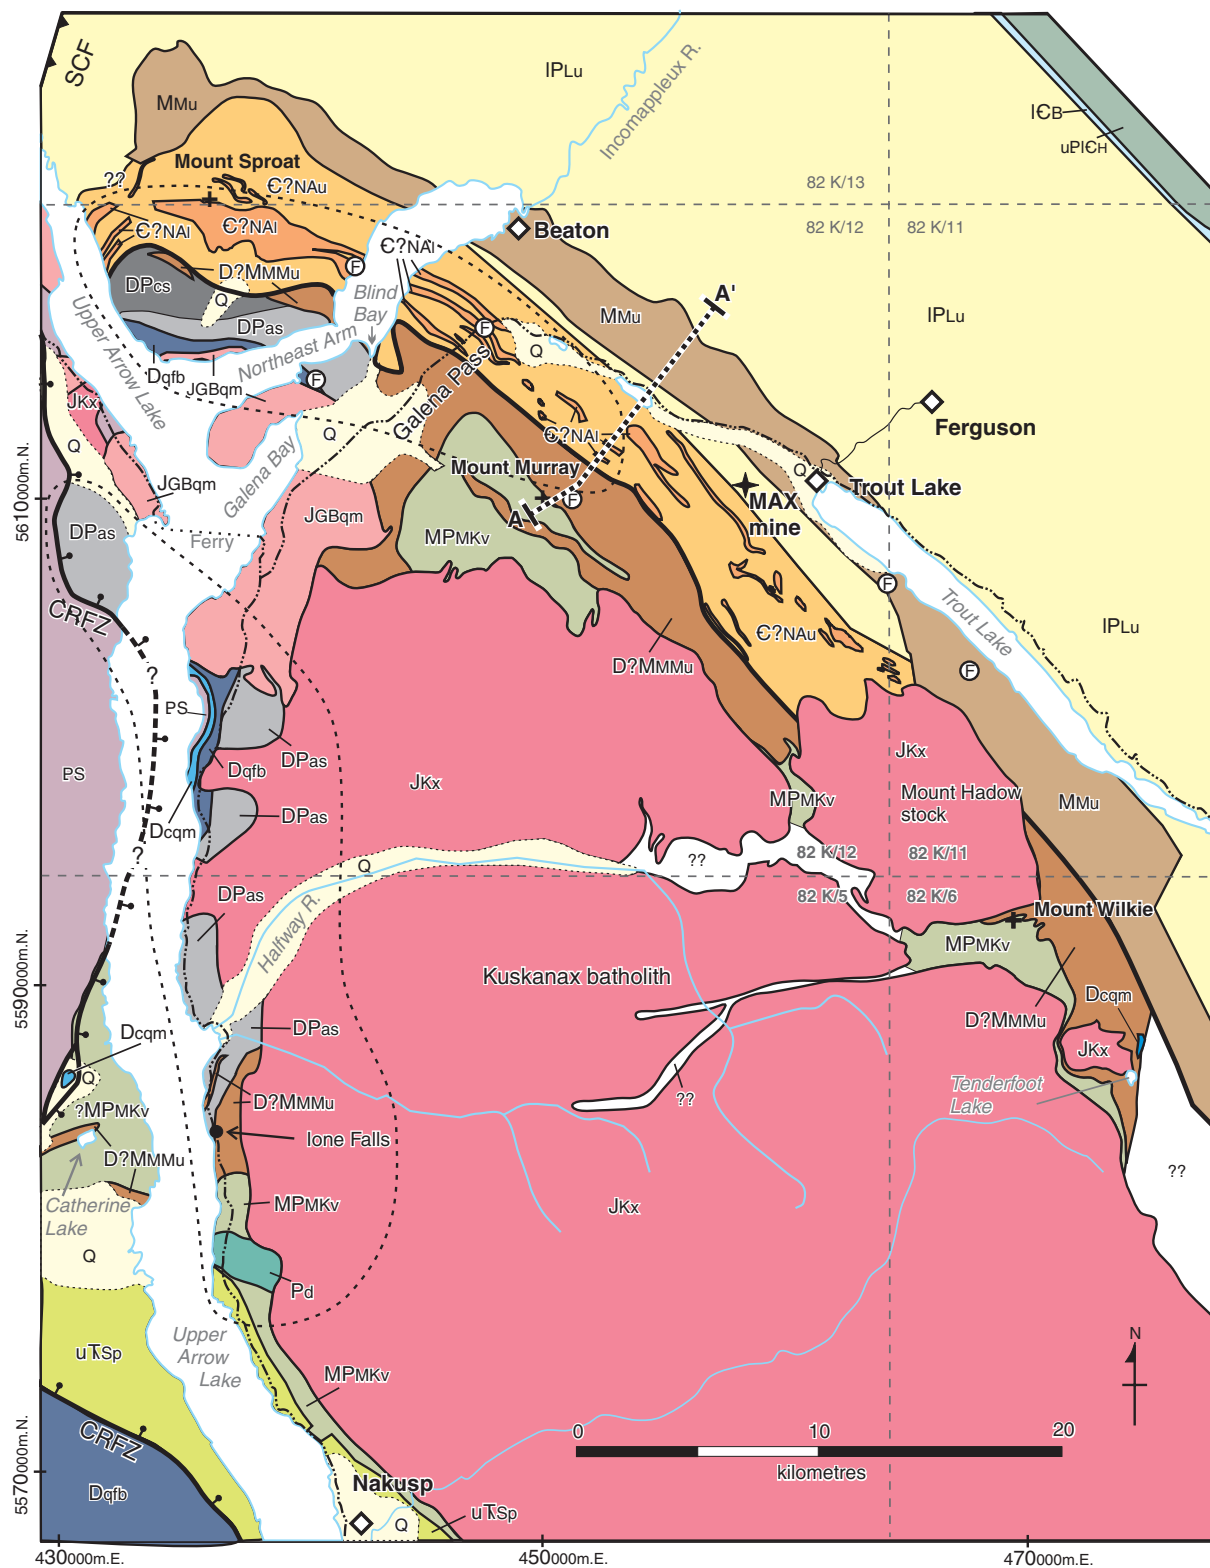 SCF
MMu
lPLu
Incomappleux R.
lЄB
uPlЄH
Mount Sproat
??
Є?NAu
82 K/13
82 K/12
82 K/11
Є?NAl
Є?NAl
Є?NAl
Beaton
D?MMMu
F
DPcs
Q
Blind
Bay
A'
DPas
MMu
lPLu
Upper Arrow Lake
Northeast Arm
Dqfb
JGBqm
F
F
Galena Pass
Q
JKx
Q
Q
Galena Bay
Є?NAl
Ferguson
Mount Murray
Q
Trout Lake
JGBqm
JGBqm
A
F
MAX
mine
5610000m.N.
DPas
Ferry
MPMKv
F
Trout Lake
CRFZ
Є?NAu
lPLu
D?MMMu
?
F
PS
DPas
Dqfb
JKx
JKx
PS
MPMKv
Mount Hadow
stock
MMu
DPas
Dcqm
?
Q
??
82 K/12
82 K/11
82 K/5
82 K/6
DPas
Halfway R.
Mount Wilkie
MPMKv
Kuskanax batholith
5590000m.N.
Dcqm
DPas
D?MMMu
Dcqm
JKx
Q
Tenderfoot
Lake
?MPMKv
D?MMMu
??
Ione Falls
D?MMMu
??
Catherine
Lake
MPMKv
JKx
Q
Pd
N
Upper
Arrow
Lake
uTSp
MPMKv
CRFZ
0
10
20
kilometres
5570000m.N.
Dqfb
Nakusp
Q
uTSp
430000m.E.
450000m.E.
470000m.E.